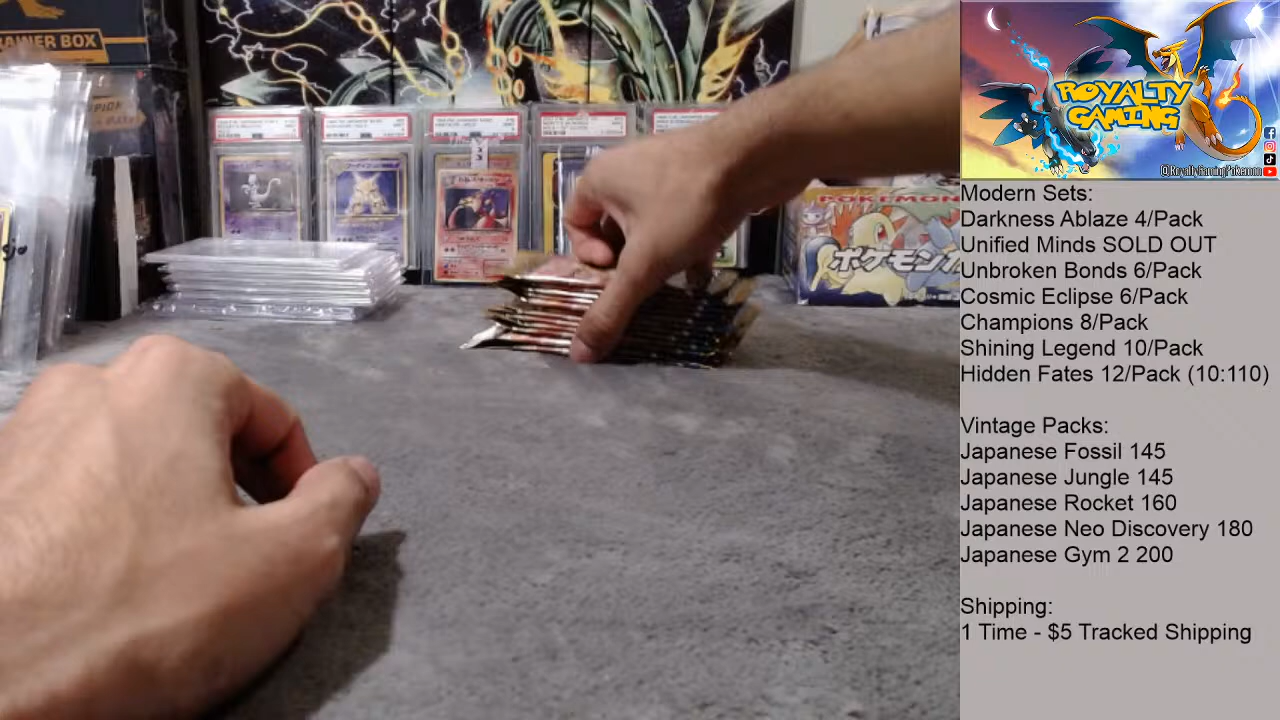 RAINER BOX
POKÉMON
ポケモンカ
ROYALTY
GAMING
@RoyaltyGamingPokemon
Modern Sets:
Darkness Ablaze 4/Pack
Unified Minds SOLD OUT
Unbroken Bonds 6/Pack
Cosmic Eclipse 6/Pack
Champions 8/Pack
Shining Legend 10/Pack
Hidden Fates 12/Pack (10:110)
Vintage Packs:
Japanese Fossil 145
Japanese Jungle 145
Japanese Rocket 160
Japanese Neo Discovery 180
Japanese Gym 2 200
Shipping:
1 Time - $5 Tracked Shipping